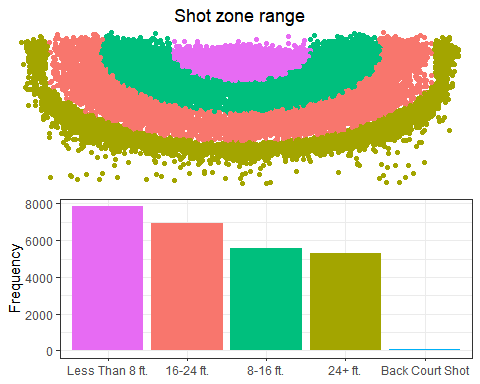 Shot zone range
8000
6000
4000
2000
0
Frequency
Less Than 8 ft.
16-24 ft.
8-16 ft.
24+ ft.
Back Court Shot